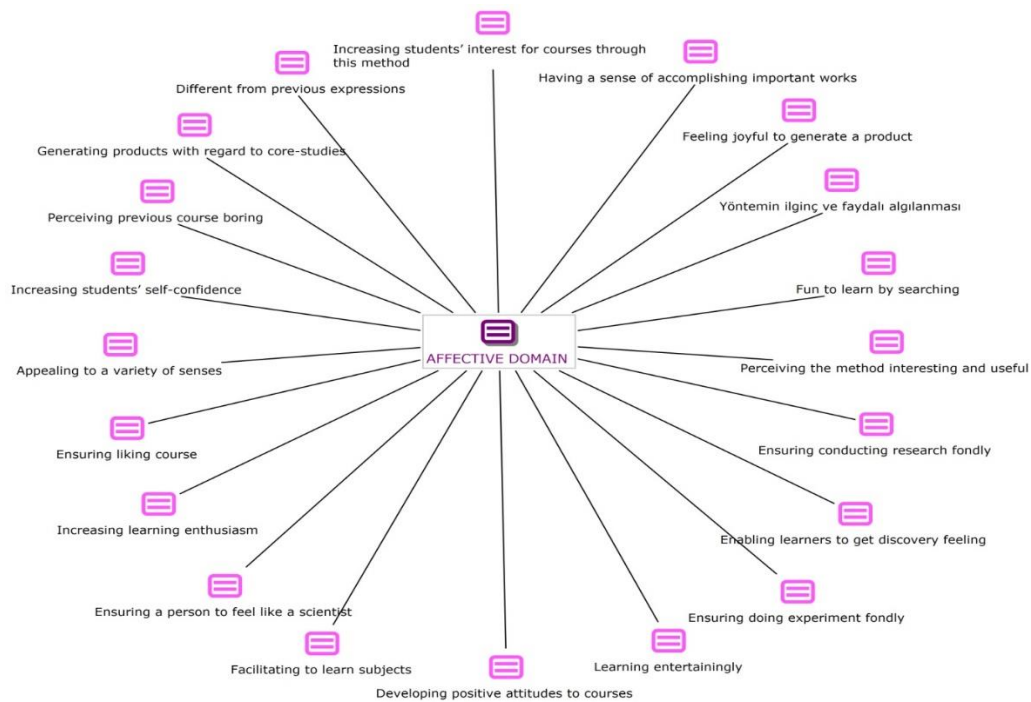 Increasing students' interest for courses through
this method
Having a sense of accomplishing important works
Different from previous expressions
Feeling joyful to generate a product
Generating products with regard to core-studies
Yöntemin ilginç ve faydalı algılanması
Perceiving previous course boring
Increasing students' self-confidence
Fun to learn by searching
AFFECTIVE DOMAIN
Appealing to a variety of senses
Perceiving the method interesting and useful
Ensuring liking course
Ensuring conducting research fondly
Increasing learning enthusiasm
Enabling learners to get discovery feeling
Ensuring a person to feel like a scientist
Ensuring doing experiment fondly
Facilitating to learn subjects
Learning entertainingly
Developing positive attitudes to courses